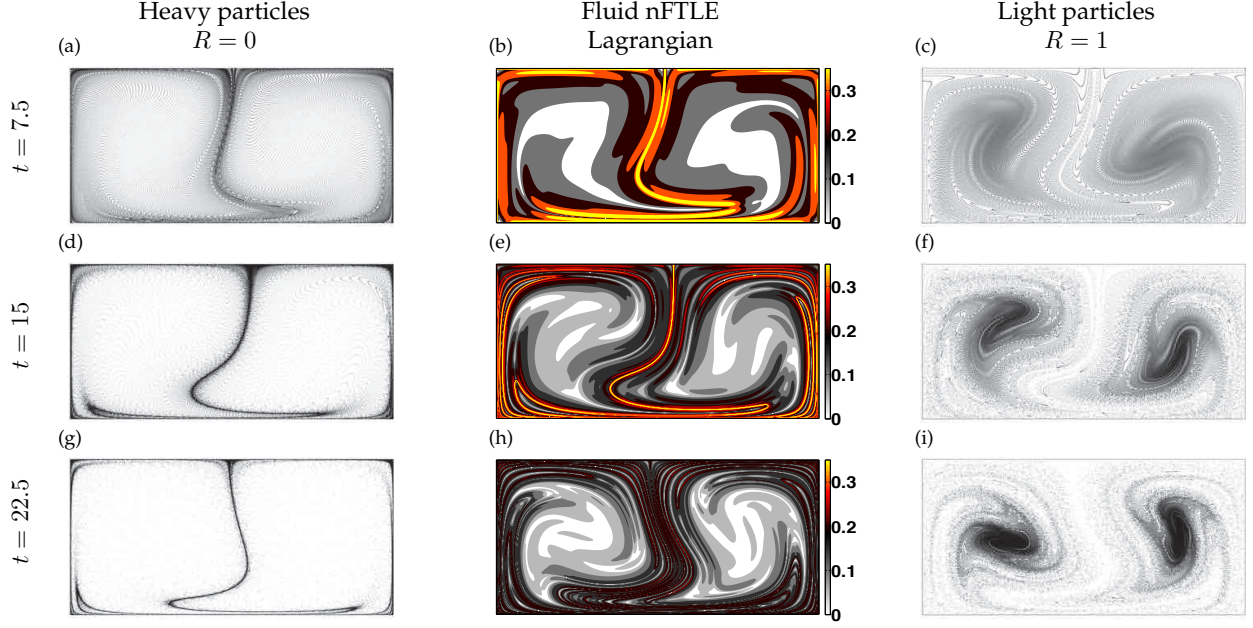 Heavy particles
R = 0
Fluid nFTLE
Lagrangian
Light particles
R = 1
(a)
(b)
(c)
t = 7.5
0.3
0.2
0.1
0
(d)
(e)
(f)
t = 15
0.3
0.2
0.1
0
(g)
(h)
(i)
t = 22.5
0.3
0.2
0.1
0